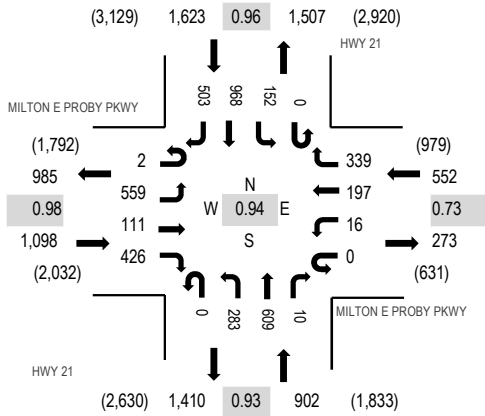 (3,129) 1,623 0.96 1,507 (2,920)
HWY 21
503 968 152 0
MILTON E PROBY PKWY
(1,792) (979)
985 2 339 552
0.98 559 197 0.73
N
W 0.94 E
S
1,098 111 16 273
(2,032) 426 0 (631)
0 283 609 10
MILTON E PROBY PKWY
HWY 21
(2,630) 1,410 0.93 902 (1,833)